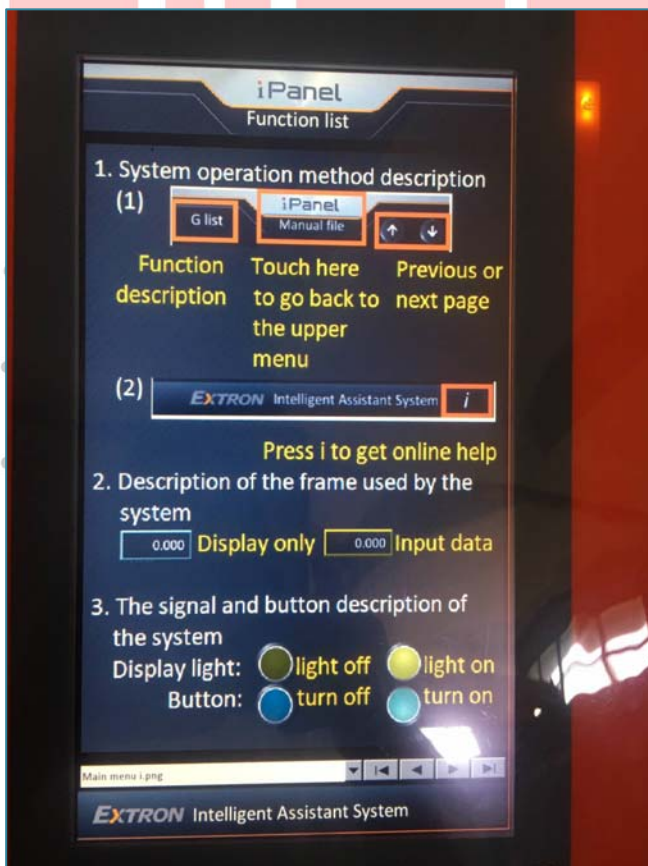 iPanel
Function list
1. System operation method description
(1)
G list
iPanel
Manual file
Function description
Touch here to go back to the upper menu
Previous or next page
(2)
EXTRON Intelligent Assistant System i
Press i to get online help
2. Description of the frame used by the
system
0.000 Display only 0.000 Input data
3. The signal and button description of
the system
Display light: light off light on
Button: turn off turn on
Main menu i.png
EXTRON Intelligent Assistant System